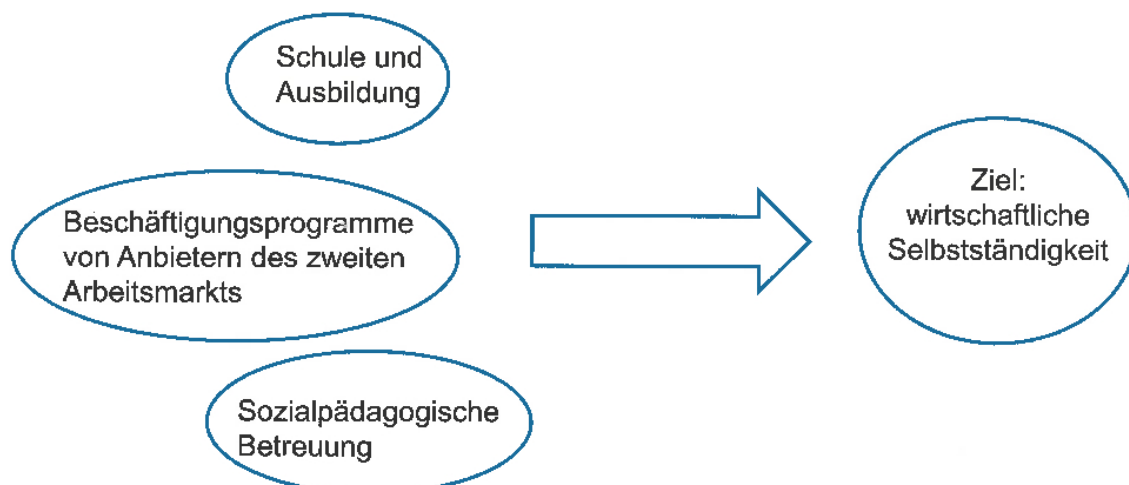 Schule und
Ausbildung
Beschäftigungsprogramme
von Anbietern des zweiten
Arbeitsmarkts
Sozialpädagogische
Betreuung
Ziel:
wirtschaftliche
Selbstständigkeit